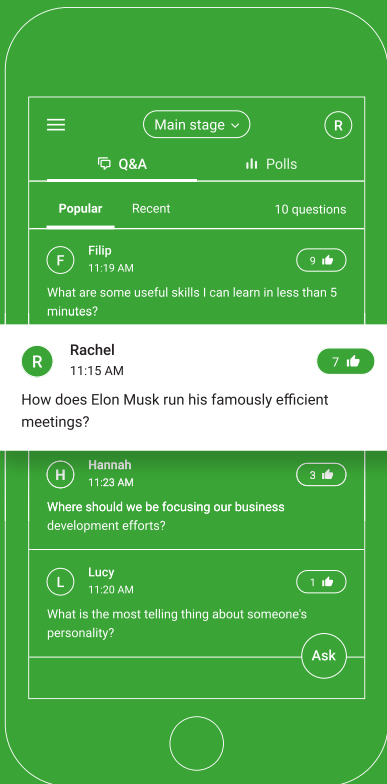 Main stage
R
Q&A
Polls
Popular
Recent
10 questions
F
Filip
11:19 AM
9
What are some useful skills I can learn in less than 5
minutes?
R
Rachel
11:15 AM
7
How does Elon Musk run his famously efficient
meetings?
H
Hannah
11:23 AM
3
Where should we be focusing our business
development efforts?
L
Lucy
11:20 AM
1
What is the most telling thing about someone's
personality?
Ask